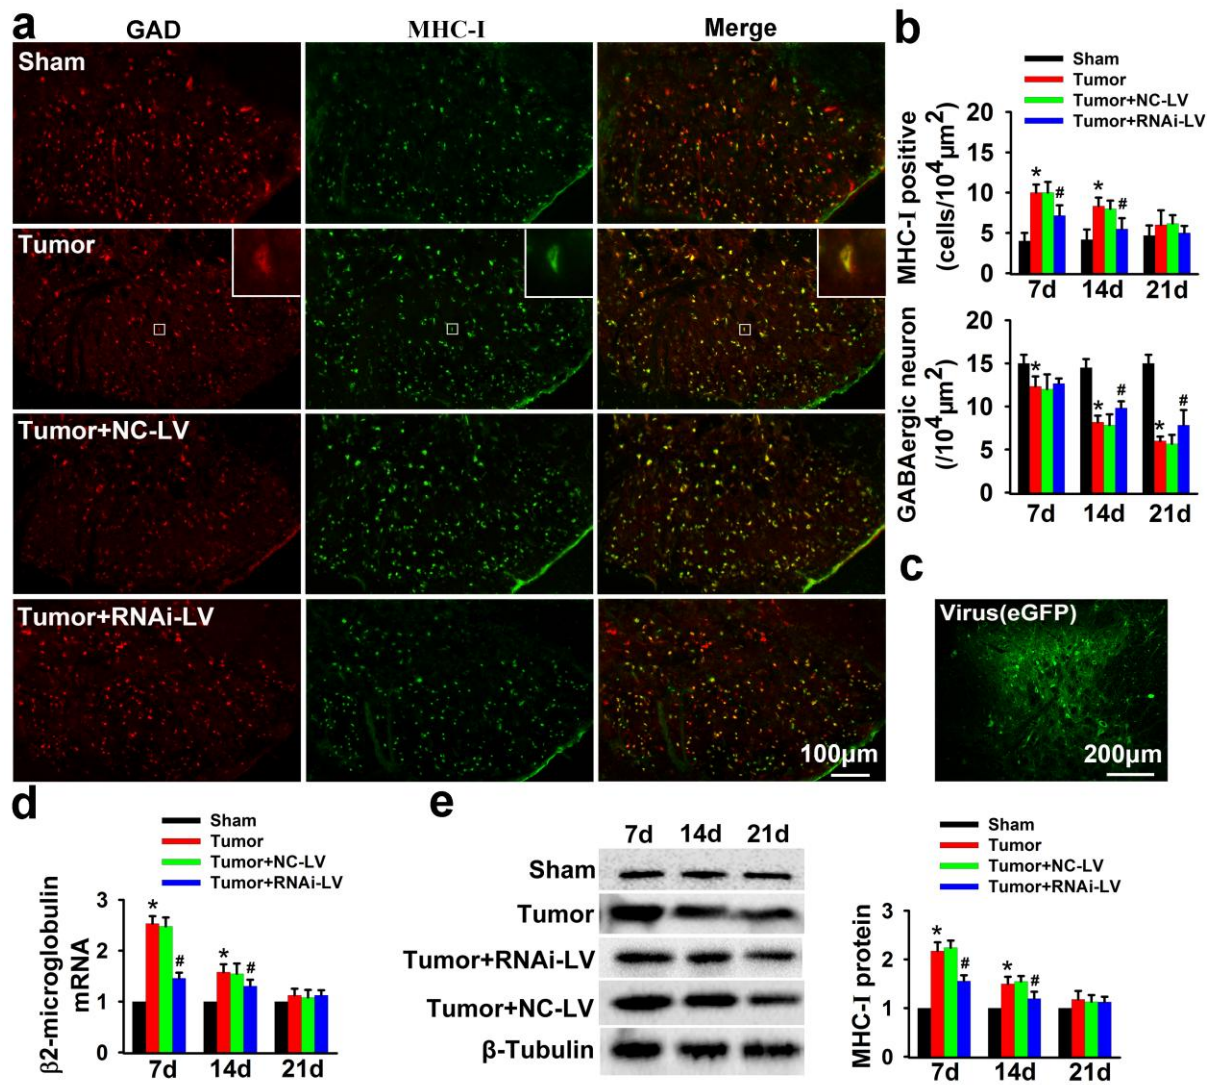 a
GAD
MHC-I
Merge
Sham
Tumor
Tumor+NC-LV
Tumor+RNAi-LV
100μm
b
Sham
Tumor
Tumor+NC-LV
Tumor+RNAi-LV
MHC-I positive
(cells/10⁴μm²)
20
15
10
5
0
*
#
*
#
7d
14d
21d
GABAergic neuron
(/10⁴μm²)
20
15
10
5
0
*
*
#
*
#
7d
14d
21d
c
Virus(eGFP)
200μm
d
Sham
Tumor
Tumor+NC-LV
Tumor+RNAi-LV
β2-microglobulin
mRNA
3
2
1
0
*
#
*
#
7d
14d
21d
e
7d
14d
21d
Sham
Tumor
Tumor+RNAi-LV
Tumor+NC-LV
β-Tubulin
Sham
Tumor
Tumor+NC-LV
Tumor+RNAi-LV
MHC-I protein
3
2
1
0
*
#
*
#
7d
14d
21d